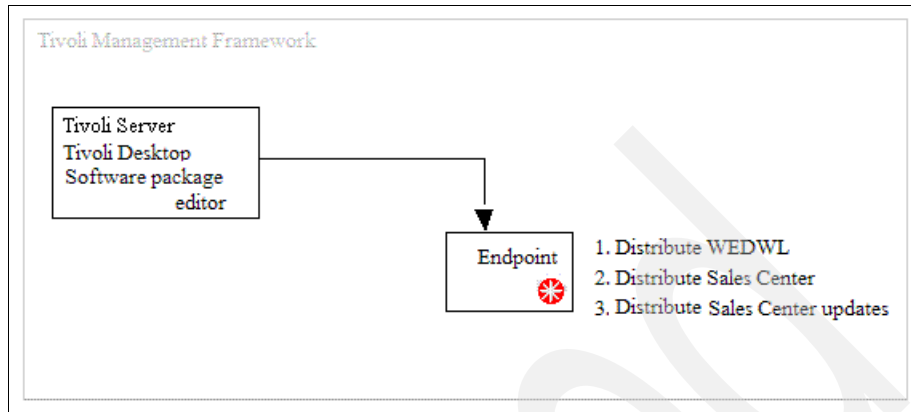 Tivoli Management Framework
Tivoli Server
Tivoli Desktop
Software package
editor
Endpoint
1. Distribute WEDWL
2. Distribute Sales Center
3. Distribute Sales Center updates